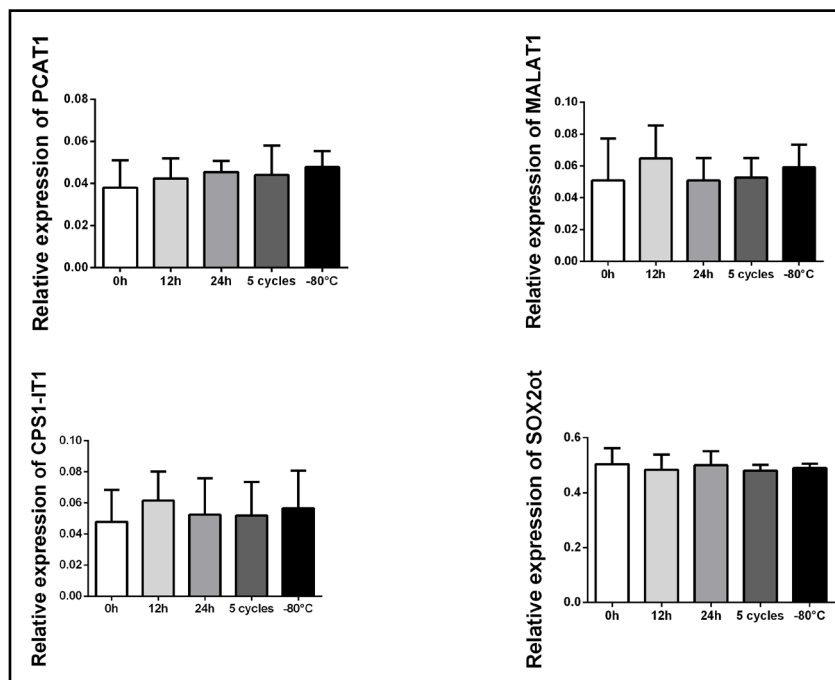 Relative expression of PCAT1
0.08
0.06
0.04
0.02
0.00
0h 12h 24h 5 cycles -80°C
Relative expression of MALAT1
0.10
0.08
0.06
0.04
0.02
0.00
0h 12h 24h 5 cycles -80°C
Relative expression of CPS1-IT1
0.10
0.08
0.06
0.04
0.02
0.00
0h 12h 24h 5 cycles -80°C
Relative expression of SOX2ot
0.6
0.4
0.2
0.0
0h 12h 24h 5 cycles -80°C